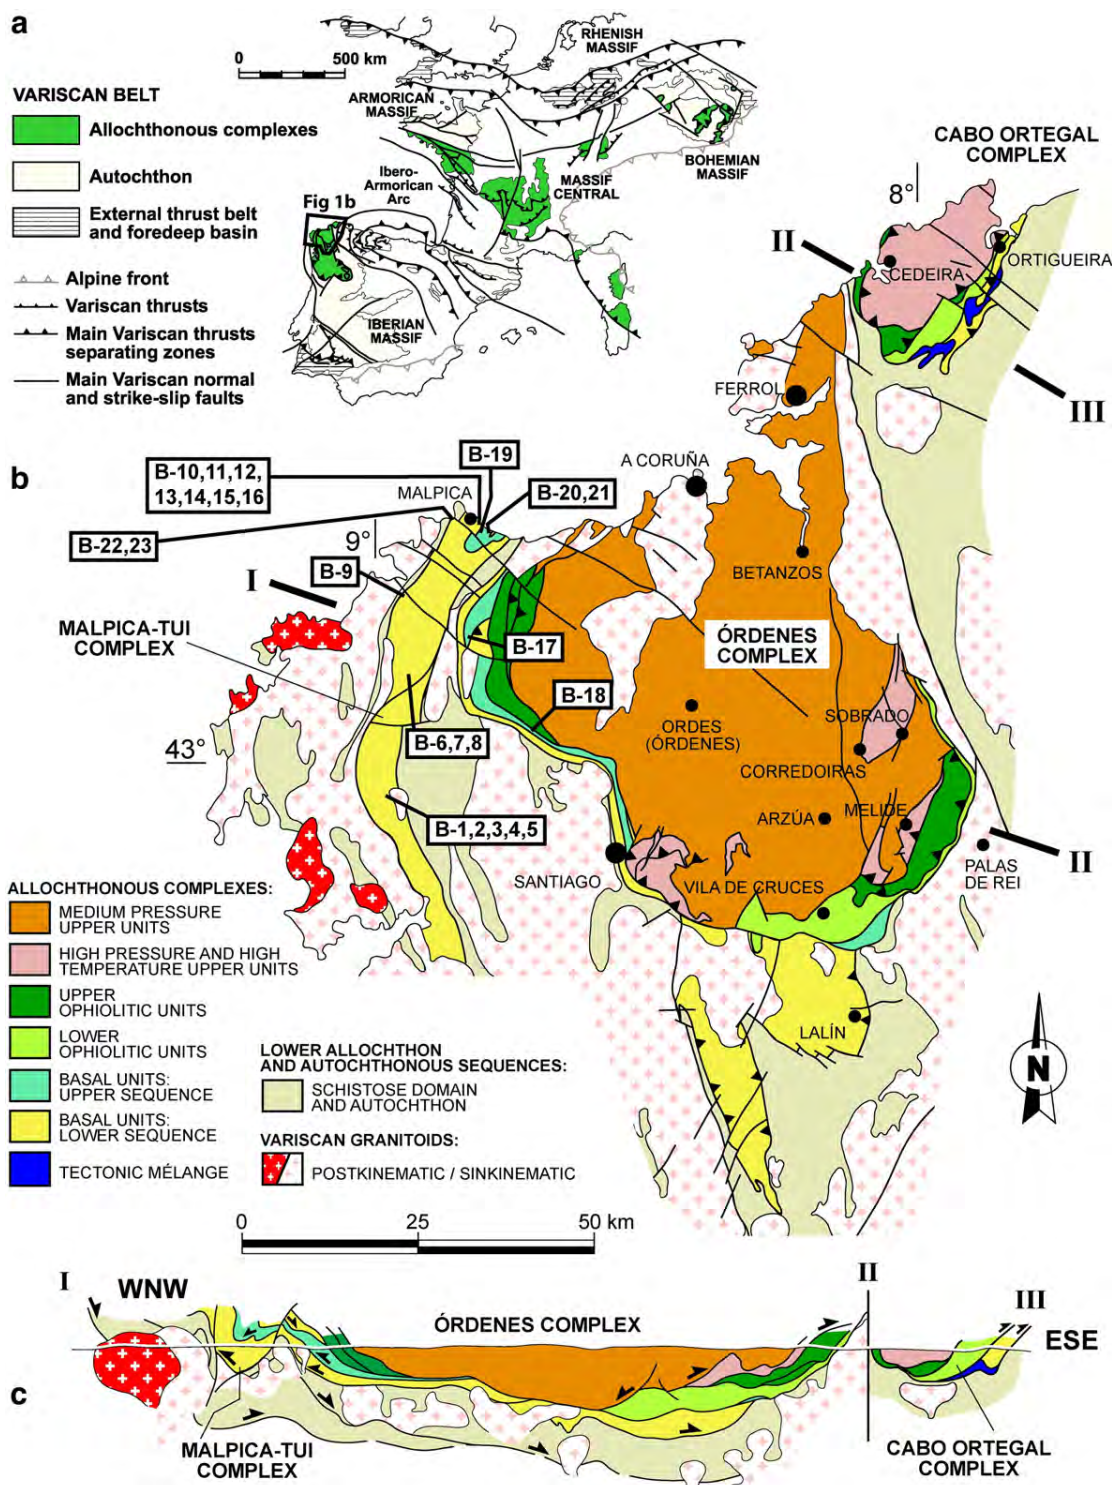 a
0 500 km
VARISCAN BELT
Allochthonous complexes
Autochthon
External thrust belt
and foredeep basin
Alpine front
Variscan thrusts
Main Variscan thrusts
separating zones
Main Variscan normal
and strike-slip faults
RHENISH
MASSIF
ARMORICAN
MASSIF
Ibero-
Armorican
Arc
MASSIF
CENTRAL
BOHEMIAN
MASSIF
Fig 1b
IBERIAN
MASSIF
CABO ORTEGAL
COMPLEX
8°
II
CEDEIRA
ORTIGUEIRA
III
FERROL
b
B-10,11,12,
13,14,15,16
B-19
B-20,21
A CORUÑA
MALPICA
B-22,23
9°
I
B-9
BETANZOS
MALPICA-TUI
COMPLEX
ÓRDENES
COMPLEX
B-17
B-18
43°
B-6,7,8
ORDES
(ÓRDENES)
SOBRADO
CORREDOIRAS
ARZÚA
MELIDE
B-1,2,3,4,5
II
PALAS
DE REI
SANTIAGO
VILA DE CRUCES
LALÍN
ALLOCHTHONOUS COMPLEXES:
MEDIUM PRESSURE
UPPER UNITS
HIGH PRESSURE AND HIGH
TEMPERATURE UPPER UNITS
UPPER
OPHIOLITIC UNITS
LOWER
OPHIOLITIC UNITS
BASAL UNITS:
UPPER SEQUENCE
BASAL UNITS:
LOWER SEQUENCE
TECTONIC MÉLANGE
LOWER ALLOCHTHON
AND AUTOCHTHONOUS SEQUENCES:
SCHISTOSE DOMAIN
AND AUTOCHTHON
VARISCAN GRANITOIDS:
POSTKINEMATIC / SINKINEMATIC
N
0 25 50 km
I
WNW
ÓRDENES COMPLEX
II
III
ESE
c
MALPICA-TUI
COMPLEX
CABO ORTEGAL
COMPLEX